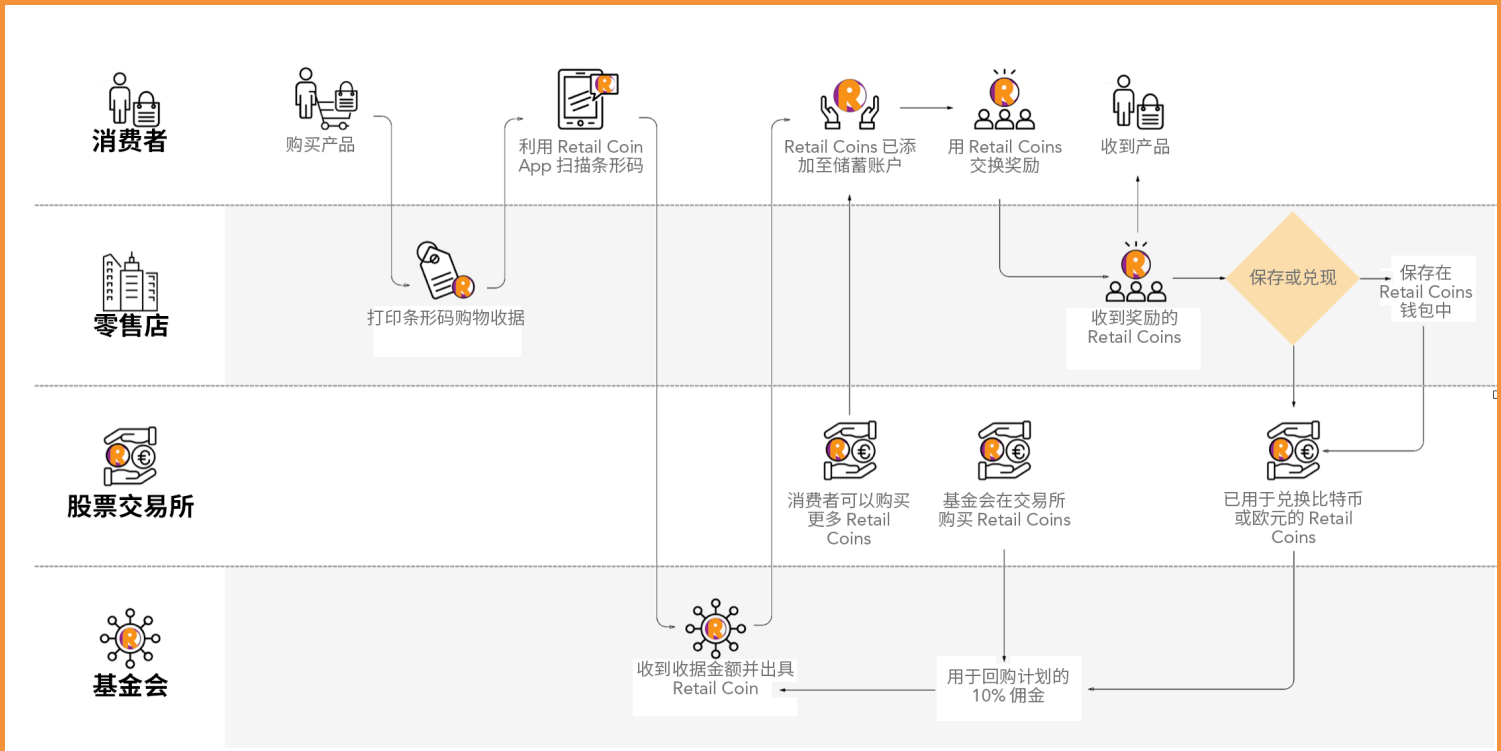 消费者
购买产品
利用 Retail Coin
App 扫描条形码
Retail Coins 已添
加至储蓄账户
用 Retail Coins
交换奖励
收到产品
零售店
打印条形码购物收据
收到奖励的
Retail Coins
保存或兑现
保存在
Retail Coins
钱包中
股票交易所
消费者可以购买
更多 Retail
Coins
基金会在交易所
购买 Retail Coins
已用于兑换比特币
或欧元的 Retail
Coins
基金会
收到收据金额并出具
Retail Coin
用于回购计划的
10% 佣金